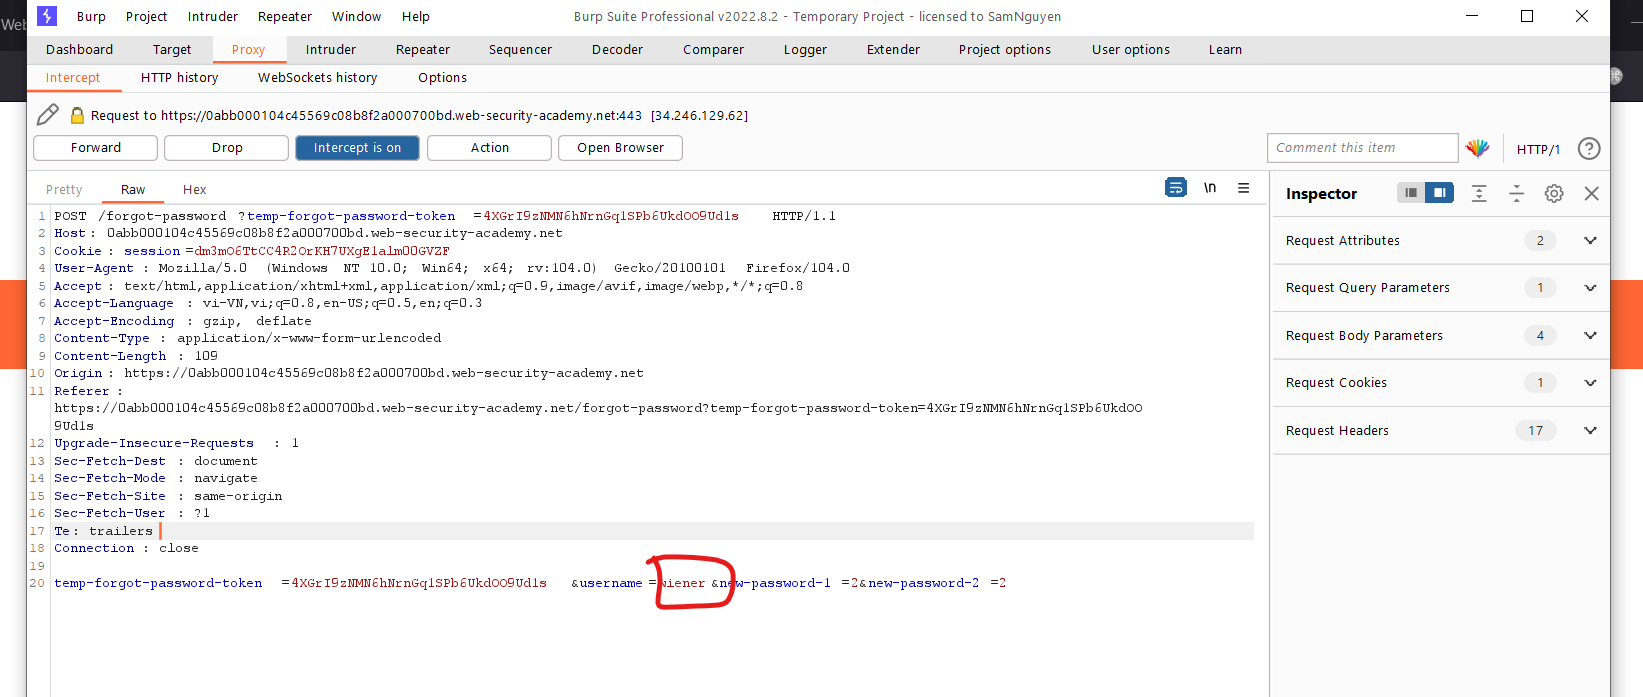 Web
Burp Project Intruder Repeater Window Help Burp Suite Professional v2022.8.2 - Temporary Project - licensed to SamNguyen
Dashboard Target Proxy Intruder Repeater Sequencer Decoder Comparer Logger Extender Project options User options Learn
Intercept HTTP history WebSockets history Options
Request to https://0abb000104c45569c08b8f2a000700bd.web-security-academy.net:443 [34.246.129.62]
Forward Drop Intercept is on Action Open Browser Comment this item HTTP/1 ?
Pretty Raw Hex \n
Inspector
1 POST /forgot-password ?temp-forgot-password-token =4XGrI9zNMN6hNrnGq1SPb6UkdOO9Ud1s HTTP/1.1
2 Host : 0abb000104c45569c08b8f2a000700bd.web-security-academy.net
3 Cookie : session =dm3mO6TtCC4R2OrKH7UXgE1alm00GVZF
4 User-Agent : Mozilla/5.0 (Windows NT 10.0; Win64; x64; rv:104.0) Gecko/20100101 Firefox/104.0
5 Accept : text/html,application/xhtml+xml,application/xml;q=0.9,image/avif,image/webp,*/*;q=0.8
6 Accept-Language : vi-VN,vi;q=0.8,en-US;q=0.5,en;q=0.3
7 Accept-Encoding : gzip, deflate
8 Content-Type : application/x-www-form-urlencoded
9 Content-Length : 109
10 Origin : https://0abb000104c45569c08b8f2a000700bd.web-security-academy.net
11 Referer :
https://0abb000104c45569c08b8f2a000700bd.web-security-academy.net/forgot-password?temp-forgot-password-token=4XGrI9zNMN6hNrnGq1SPb6UkdOO
9Ud1s
12 Upgrade-Insecure-Requests : 1
13 Sec-Fetch-Dest : document
14 Sec-Fetch-Mode : navigate
15 Sec-Fetch-Site : same-origin
16 Sec-Fetch-User : ?1
17 Te : trailers
18 Connection : close
19
20 temp-forgot-password-token =4XGrI9zNMN6hNrnGq1SPb6UkdOO9Ud1s &username =wiener &new-password-1 =2&new-password-2 =2
Request Attributes 2
Request Query Parameters 1
Request Body Parameters 4
Request Cookies 1
Request Headers 17